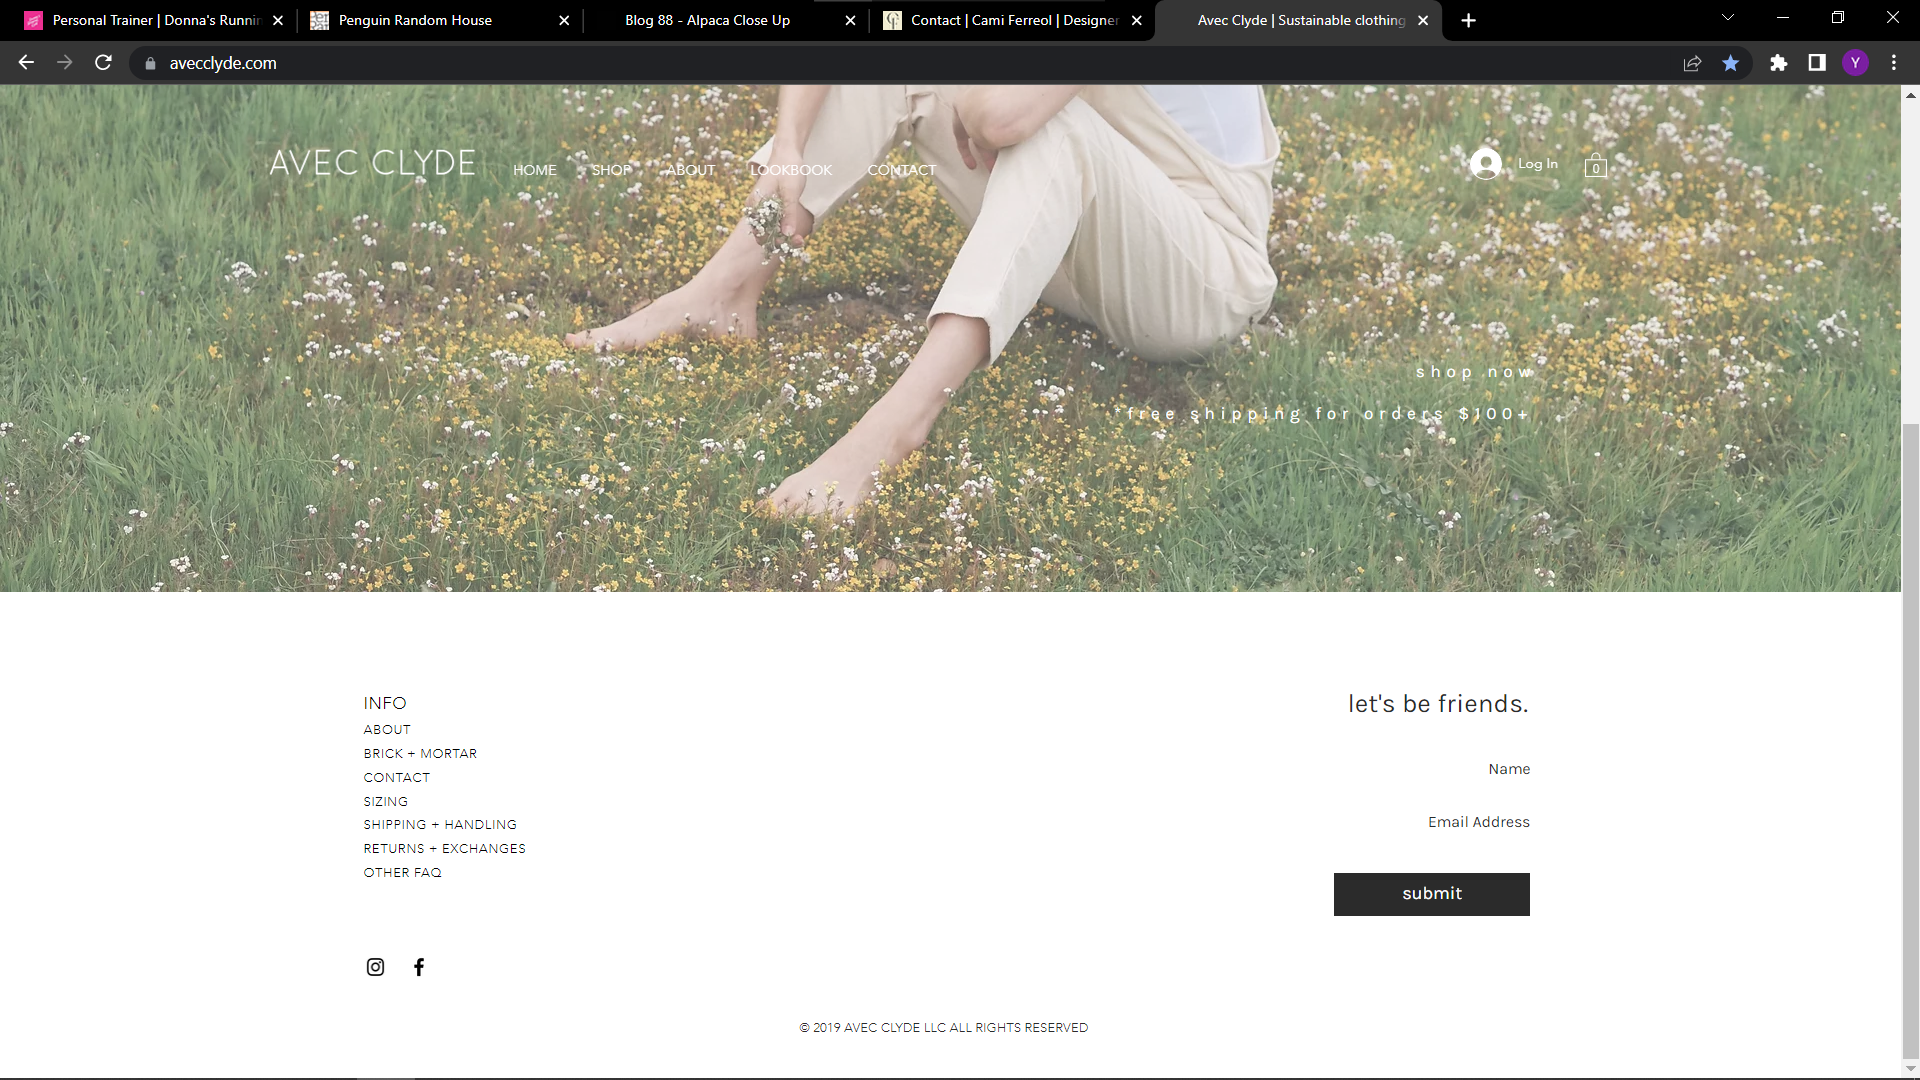 Personal Trainer | Donna's Runnin
Penguin Random House
Blog 88 - Alpaca Close Up
Contact | Cami Ferreol | Designer
Avec Clyde | Sustainable clothing
avecclyde.com
Y
AVEC CLYDE
HOME
SHOP
ABOUT
LOOKBOOK
CONTACT
Log In
0
shop now
*free shipping for orders $100+
INFO
ABOUT
BRICK + MORTAR
CONTACT
SIZING
SHIPPING + HANDLING
RETURNS + EXCHANGES
OTHER FAQ
let's be friends.
Name
Email Address
submit
© 2019 AVEC CLYDE LLC ALL RIGHTS RESERVED